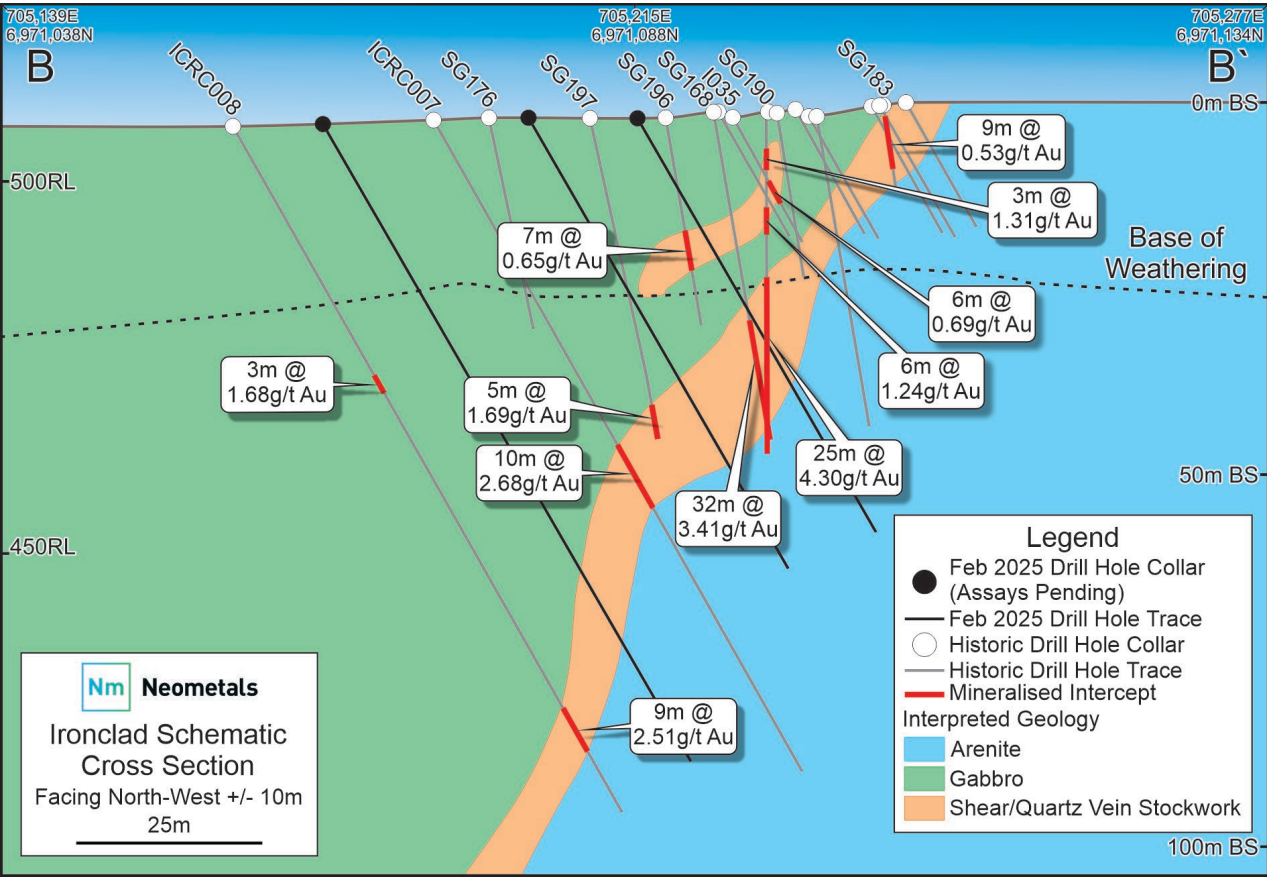 705,139E
6,971,038N
B
705,215E
6,971,088N
705,277E
6,971,134N
B`
ICRC008
ICRC007
SG176
SG197
SG196
SG168
I035
SG190
SG183
0m BS
500RL
9m @
0.53g/t Au
3m @
1.31g/t Au
7m @
0.65g/t Au
Base of
Weathering
6m @
0.69g/t Au
6m @
1.24g/t Au
3m @
1.68g/t Au
5m @
1.69g/t Au
10m @
2.68g/t Au
25m @
4.30g/t Au
50m BS
32m @
3.41g/t Au
450RL
9m @
2.51g/t Au
Legend
Feb 2025 Drill Hole Collar
(Assays Pending)
Feb 2025 Drill Hole Trace
Historic Drill Hole Collar
Historic Drill Hole Trace
Mineralised Intercept
Interpreted Geology
Arenite
Gabbro
Shear/Quartz Vein Stockwork
Nm Neometals
Ironclad Schematic
Cross Section
Facing North-West +/- 10m
25m
100m BS